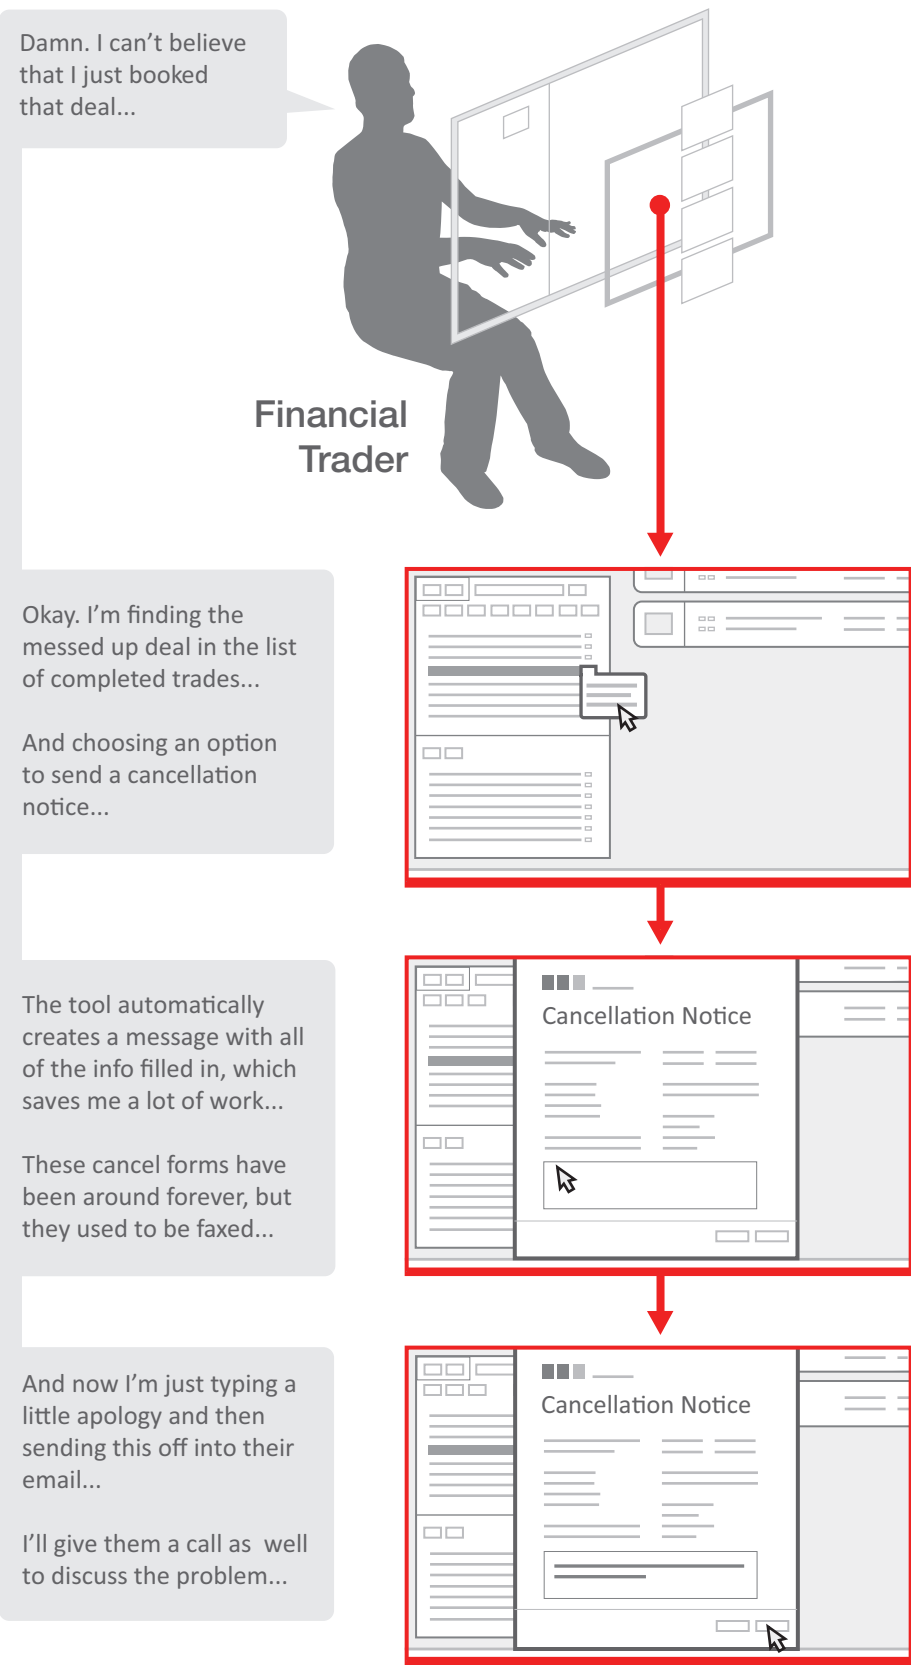 Damn. I can't believe
that I just booked
that deal...
Financial
Trader
Okay. I'm finding the
messed up deal in the list
of completed trades...
And choosing an option
to send a cancellation
notice...
The tool automatically
creates a message with all
of the info filled in, which
saves me a lot of work...
These cancel forms have
been around forever, but
they used to be faxed...
Cancellation Notice
And now I'm just typing a
little apology and then
sending this off into their
email...
I'll give them a call as  well
to discuss the problem...
Cancellation Notice